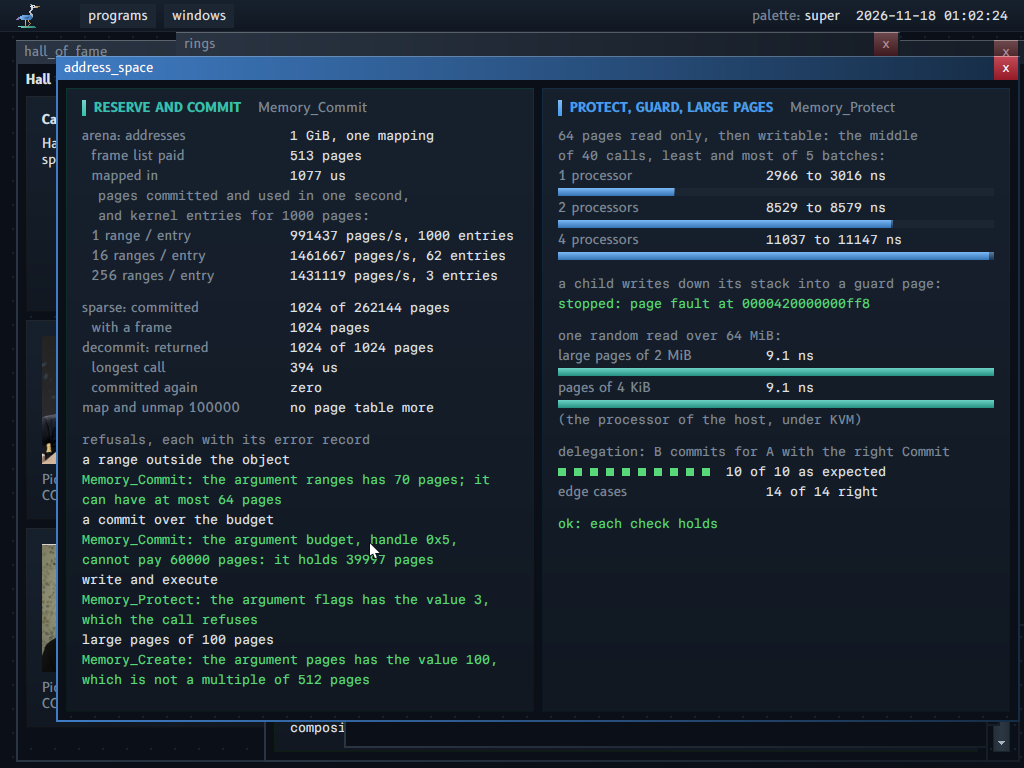 programs windows palette: super 2026-11-18 01:02:24
rings x
hall_of_fame x
address_space x
Hall
Ca
Ha
sp
Pi
CC
Pi
CC
RESERVE AND COMMIT Memory_Commit
arena: addresses 1 GiB, one mapping
frame list paid 513 pages
mapped in 1077 us
pages committed and used in one second,
and kernel entries for 1000 pages:
1 range / entry 991437 pages/s, 1000 entries
16 ranges / entry 1461667 pages/s, 62 entries
256 ranges / entry 1431119 pages/s, 3 entries
sparse: committed 1024 of 262144 pages
with a frame 1024 pages
decommit: returned 1024 of 1024 pages
longest call 394 us
committed again zero
map and unmap 100000 no page table more
refusals, each with its error record
a range outside the object
Memory_Commit: the argument ranges has 70 pages; it
can have at most 64 pages
a commit over the budget
Memory_Commit: the argument budget, handle 0x5,
cannot pay 60000 pages: it holds 39997 pages
write and execute
Memory_Protect: the argument flags has the value 3,
which the call refuses
large pages of 100 pages
Memory_Create: the argument pages has the value 100,
which is not a multiple of 512 pages
PROTECT, GUARD, LARGE PAGES Memory_Protect
64 pages read only, then writable: the middle
of 40 calls, least and most of 5 batches:
1 processor 2966 to 3016 ns
2 processors 8529 to 8579 ns
4 processors 11037 to 11147 ns
a child writes down its stack into a guard page:
stopped: page fault at 0000420000000ff8
one random read over 64 MiB:
large pages of 2 MiB 9.1 ns
pages of 4 KiB 9.1 ns
(the processor of the host, under KVM)
delegation: B commits for A with the right Commit
10 of 10 as expected
edge cases 14 of 14 right
ok: each check holds
composi